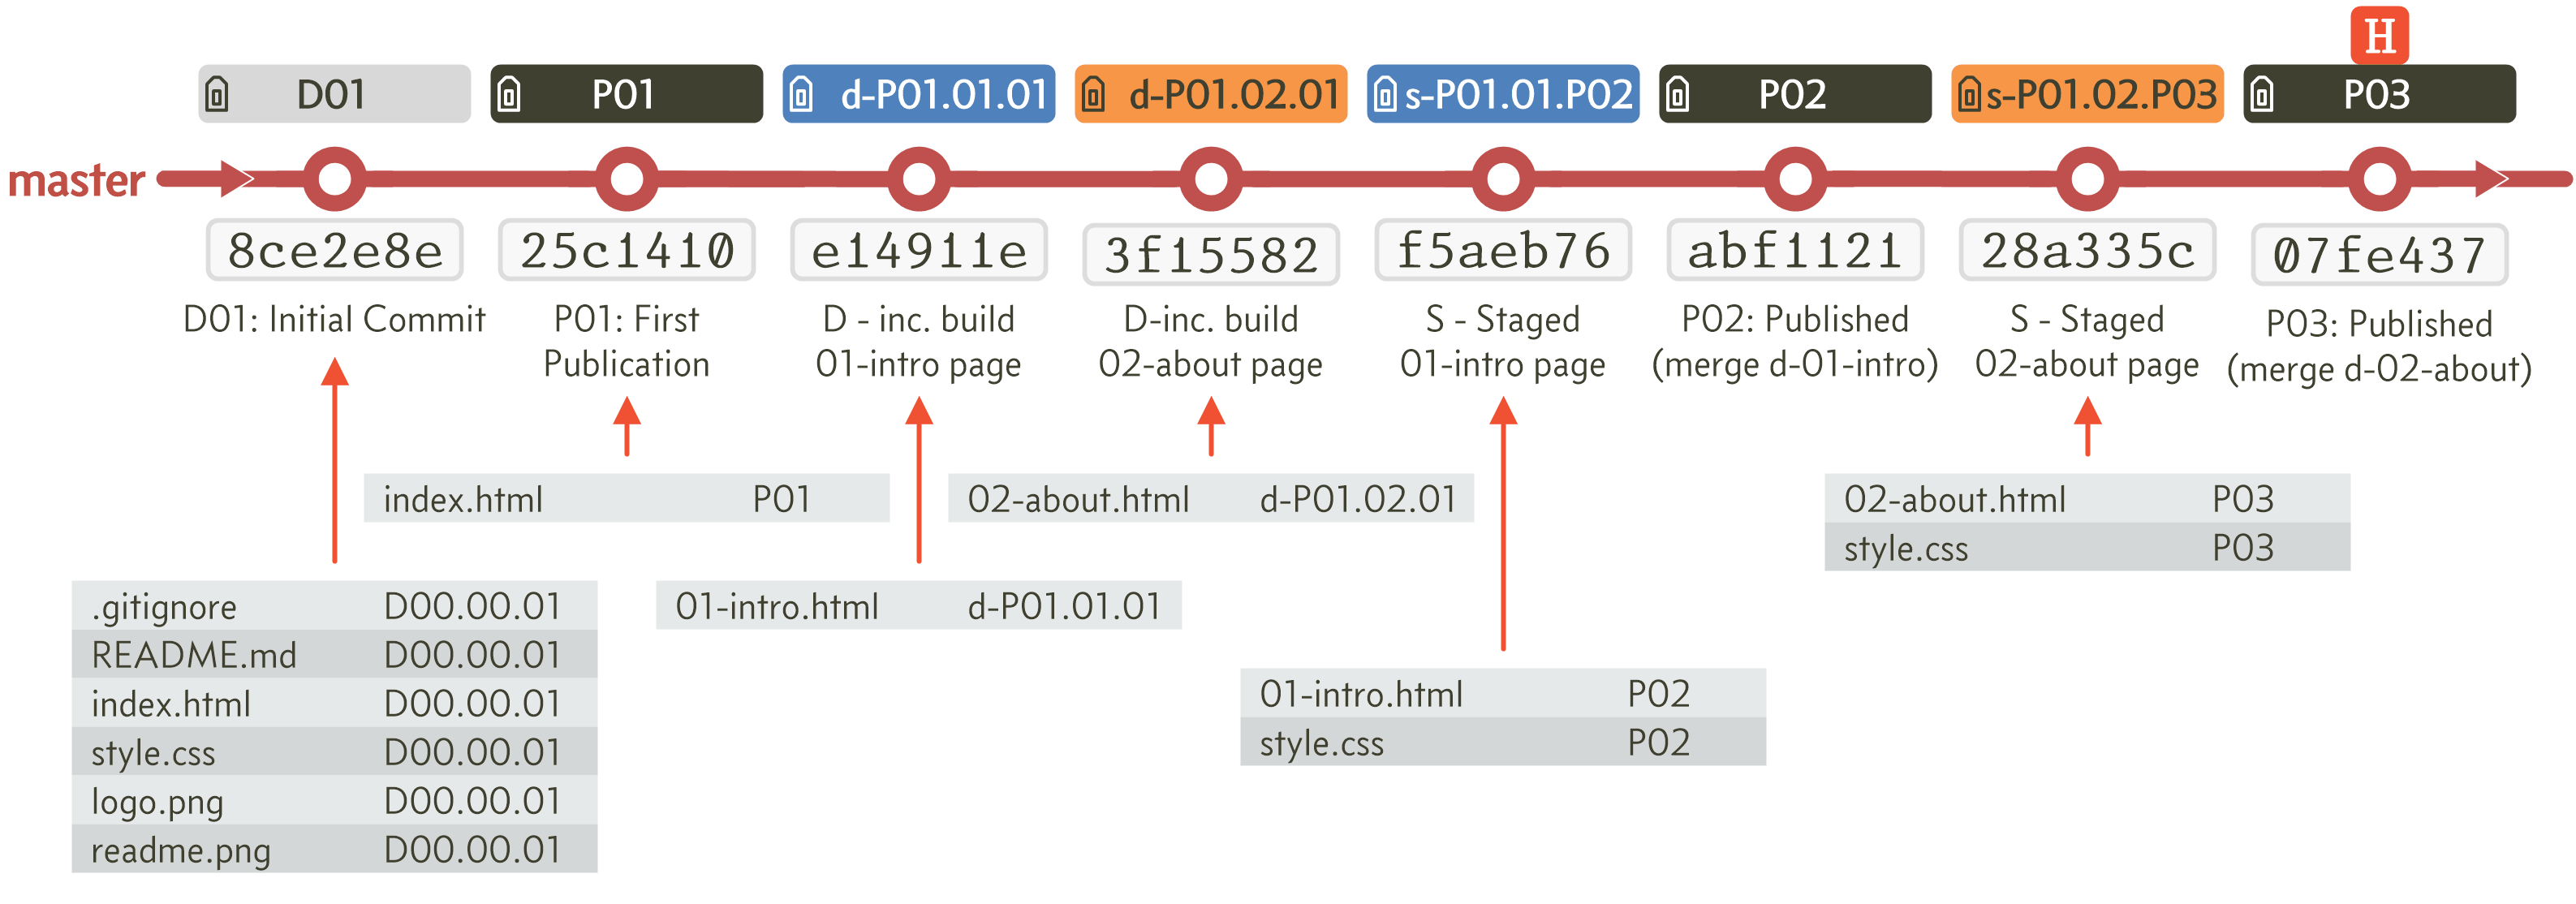 H
D01
P01
d-P01.01.01
d-P01.02.01
s-P01.01.P02
P02
s-P01.02.P03
P03
master
8ce2e8e
25c1410
e14911e
3f15582
f5aeb76
abf1121
28a335c
07fe437
D01: Initial Commit
P01: First
Publication
D - inc. build
01-intro page
D-inc. build
02-about page
S - Staged
01-intro page
P02: Published
(merge d-01-intro)
S - Staged
02-about page
P03: Published
(merge d-02-about)
index.html P01
02-about.html d-P01.02.01
02-about.html P03
style.css P03
.gitignore D00.00.01
README.md D00.00.01
index.html D00.00.01
style.css D00.00.01
logo.png D00.00.01
readme.png D00.00.01
01-intro.html d-P01.01.01
01-intro.html P02
style.css P02